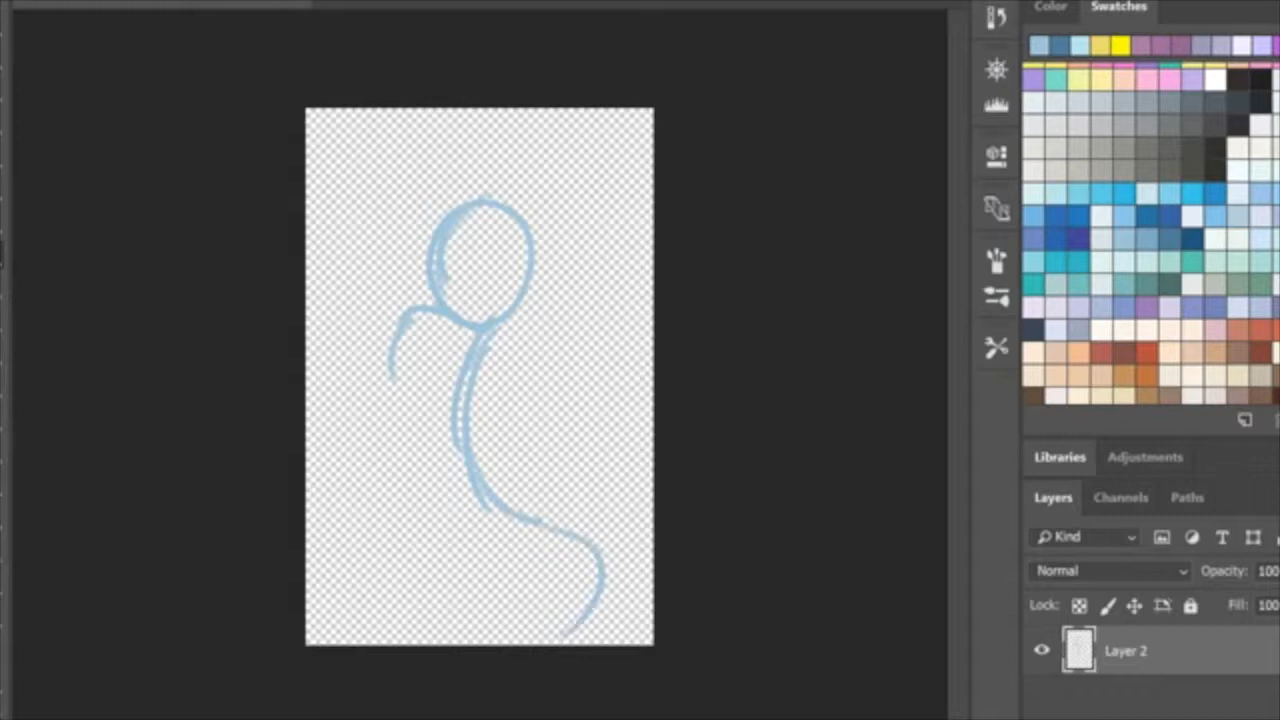 Color Swatches
Libraries Adjustments
Layers Channels Paths
Kind
Normal Opacity: 100
Lock: Fill: 100
Layer 2